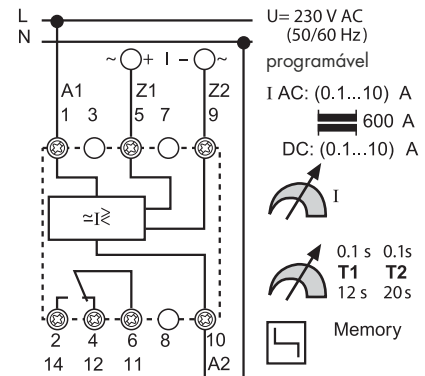 L
U= 230 V AC
N
(50/60 Hz)
~ + I – ~
programável
A1 Z1 Z2
I AC: (0.1...10) A
1 3 5 7 9
600 A
DC: (0.1...10) A
≃I≷
I
0.1 s 0.1s
T1 T2
12 s 20s
2 4 6 8 10
Memory
14 12 11 A2